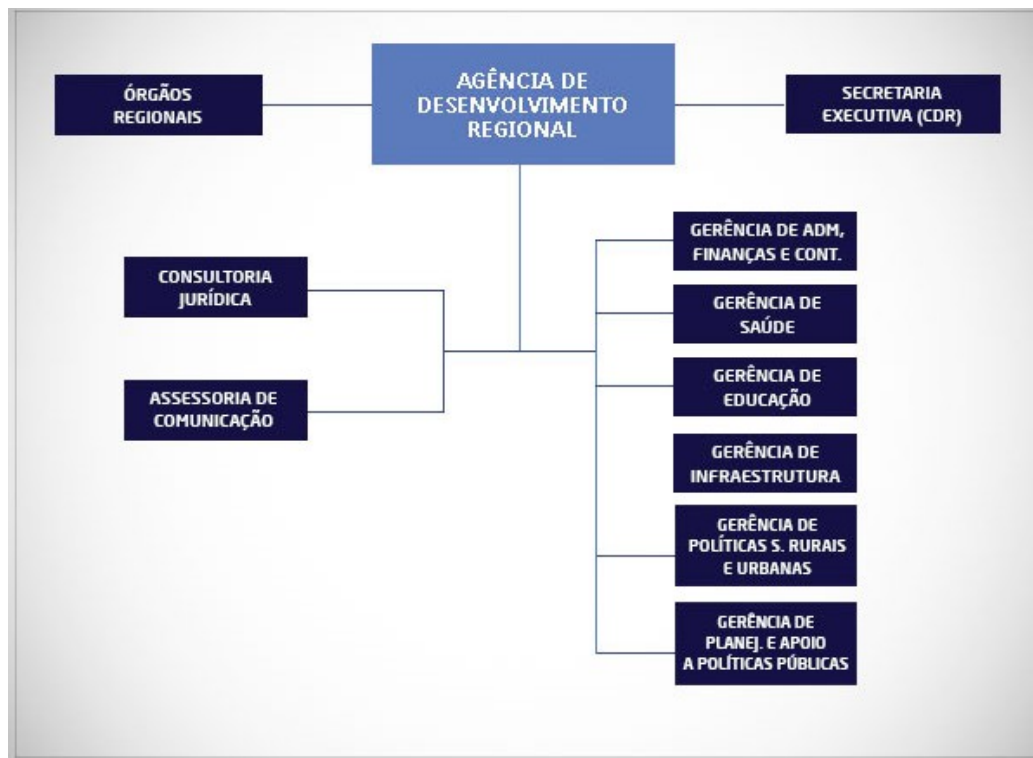 AGÊNCIA DE
DESENVOLVIMENTO
REGIONAL
ÓRGÃOS
REGIONAIS
SECRETARIA
EXECUTIVA (CDR)
CONSULTORIA
JURÍDICA
ASSESSORIA DE
COMUNICAÇÃO
GERÊNCIA DE ADM,
FINANÇAS E CONT.
GERÊNCIA DE
SAÚDE
GERÊNCIA DE
EDUCAÇÃO
GERÊNCIA DE
INFRAESTRUTURA
GERÊNCIA DE
POLÍTICAS S. RURAIS
E URBANAS
GERÊNCIA DE
PLANEJ. E APOIO
A POLÍTICAS PÚBLICAS